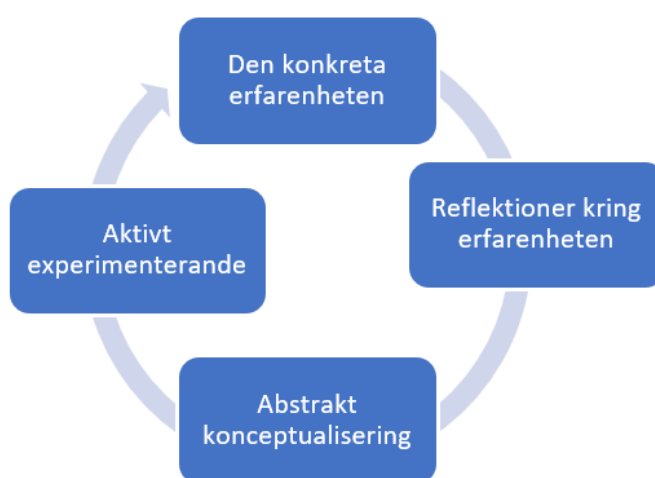 Den konkreta
erfarenheten
Reflektioner kring
erfarenheten
Abstrakt
konceptualisering
Aktivt
experimenterande